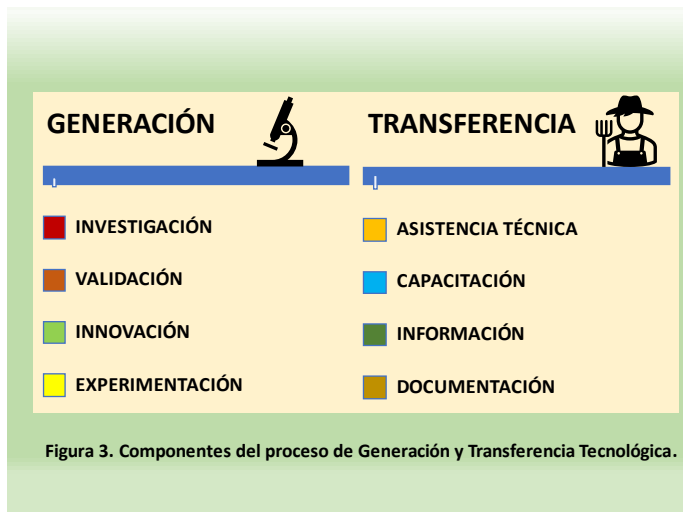 GENERACIÓN
INVESTIGACIÓN
VALIDACIÓN
INNOVACIÓN
EXPERIMENTACIÓN
TRANSFERENCIA
ASISTENCIA TÉCNICA
CAPACITACIÓN
INFORMACIÓN
DOCUMENTACIÓN
Figura 3. Componentes del proceso de Generación y Transferencia Tecnológica.